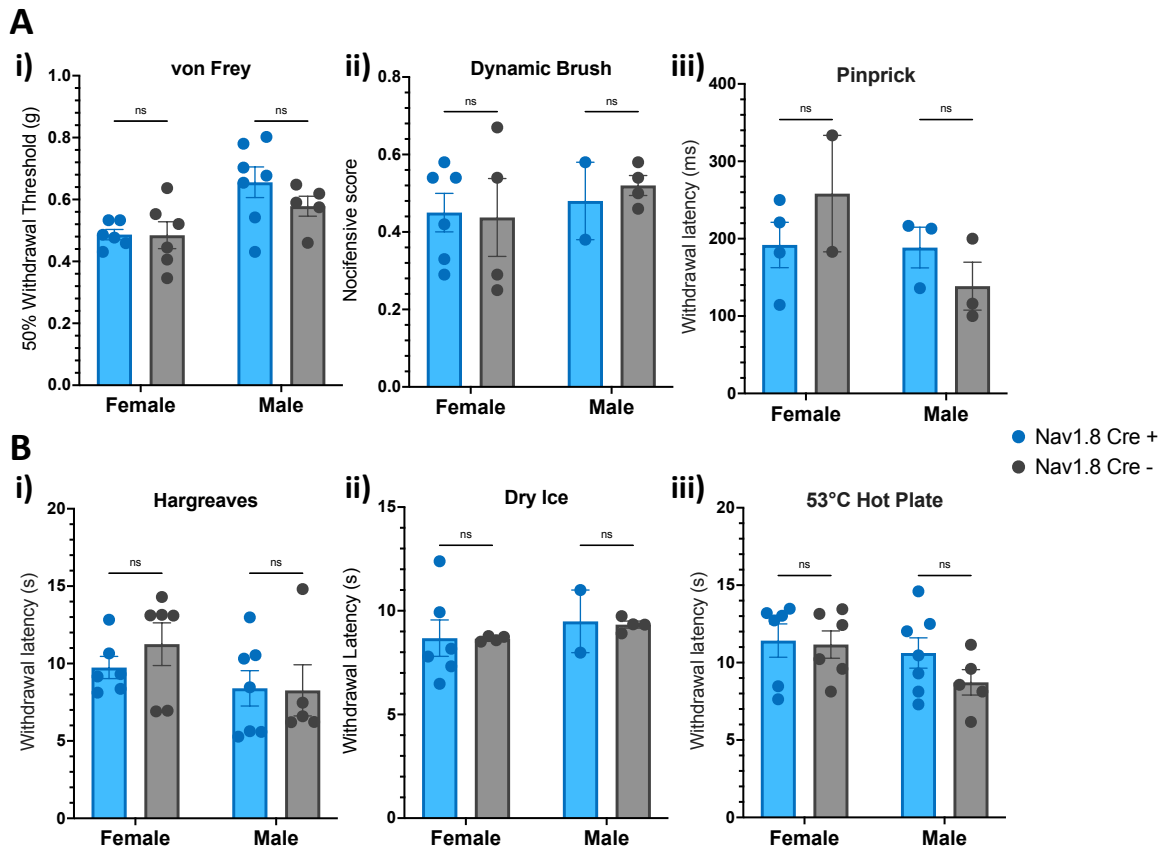 A
i)
von Frey
50% Withdrawal Threshold (g)
1.0
0.8
0.6
0.4
0.2
0.0
ns
ns
Female
Male
ii)
Dynamic Brush
Nocifensive score
0.8
0.6
0.4
0.2
0.0
ns
ns
Female
Male
iii)
Pinprick
Withdrawal latency (ms)
400
300
200
100
0
ns
ns
Female
Male
Nav1.8 Cre +
Nav1.8 Cre -
B
i)
Hargreaves
Withdrawal latency (s)
20
15
10
5
0
ns
ns
Female
Male
ii)
Dry Ice
Withdrawal Latency (s)
15
10
5
0
ns
ns
Female
Male
iii)
53°C Hot Plate
Withdrawal latency (s)
20
15
10
5
0
ns
ns
Female
Male